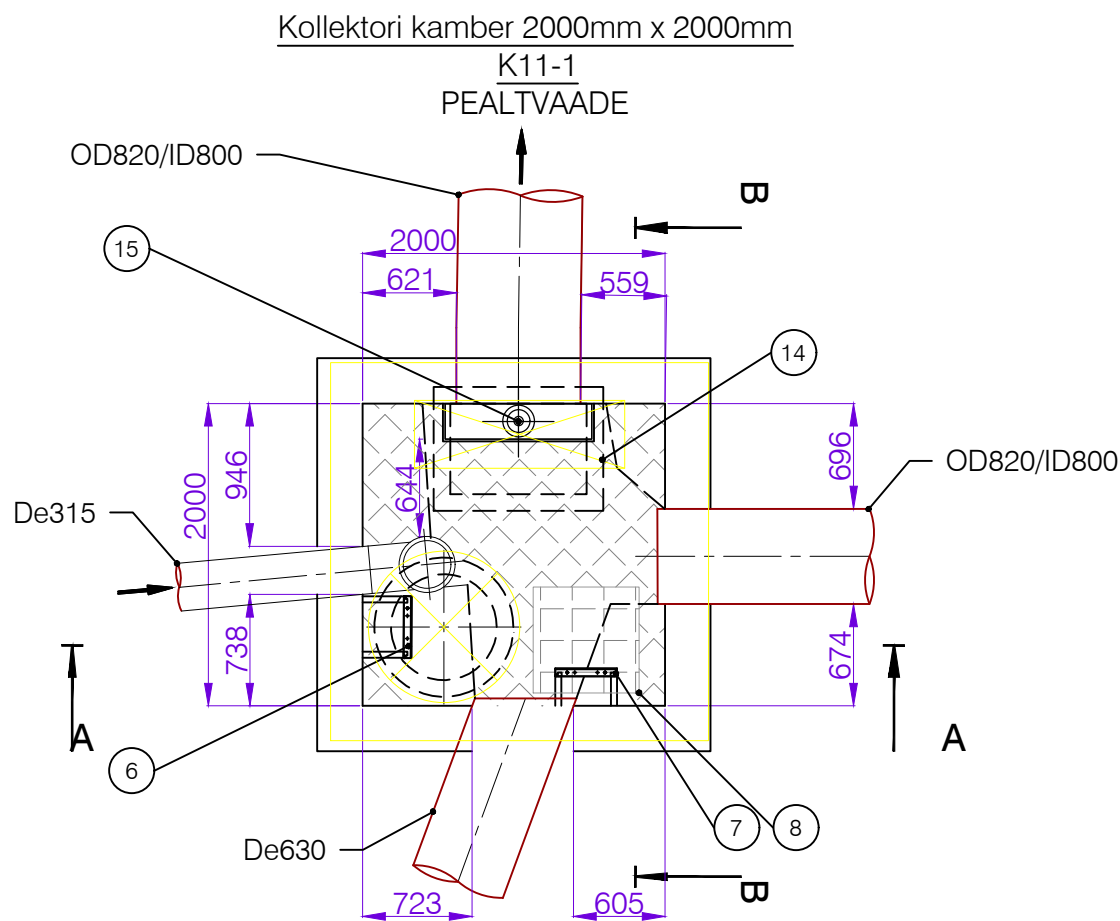 Kollektori kamber 2000mm x 2000mm
K11-1
PEALTVAADE
OD820/ID800
B
15
2000
621
559
14
946
2000
644
696
OD820/ID800
De315
738
674
A
A
6
7
8
De630
723
605
B